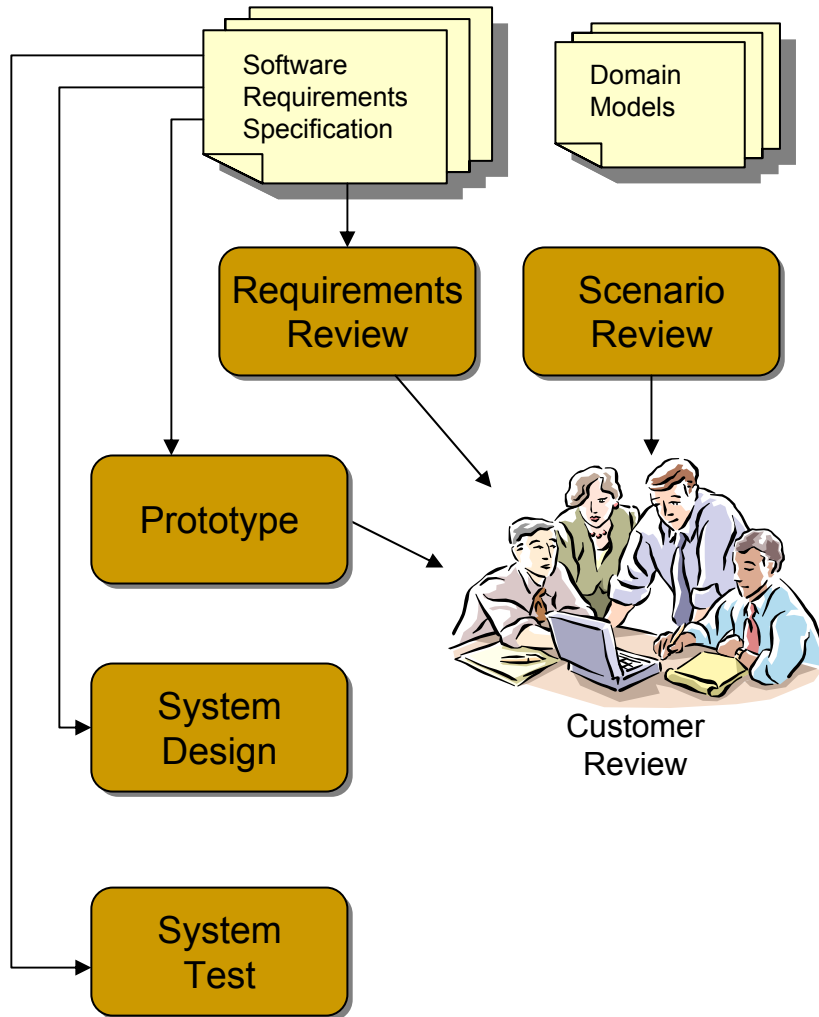 Software
Requirements
Specification
Domain
Models
Requirements
Review
Scenario
Review
Prototype
System
Design
Customer
Review
System
Test